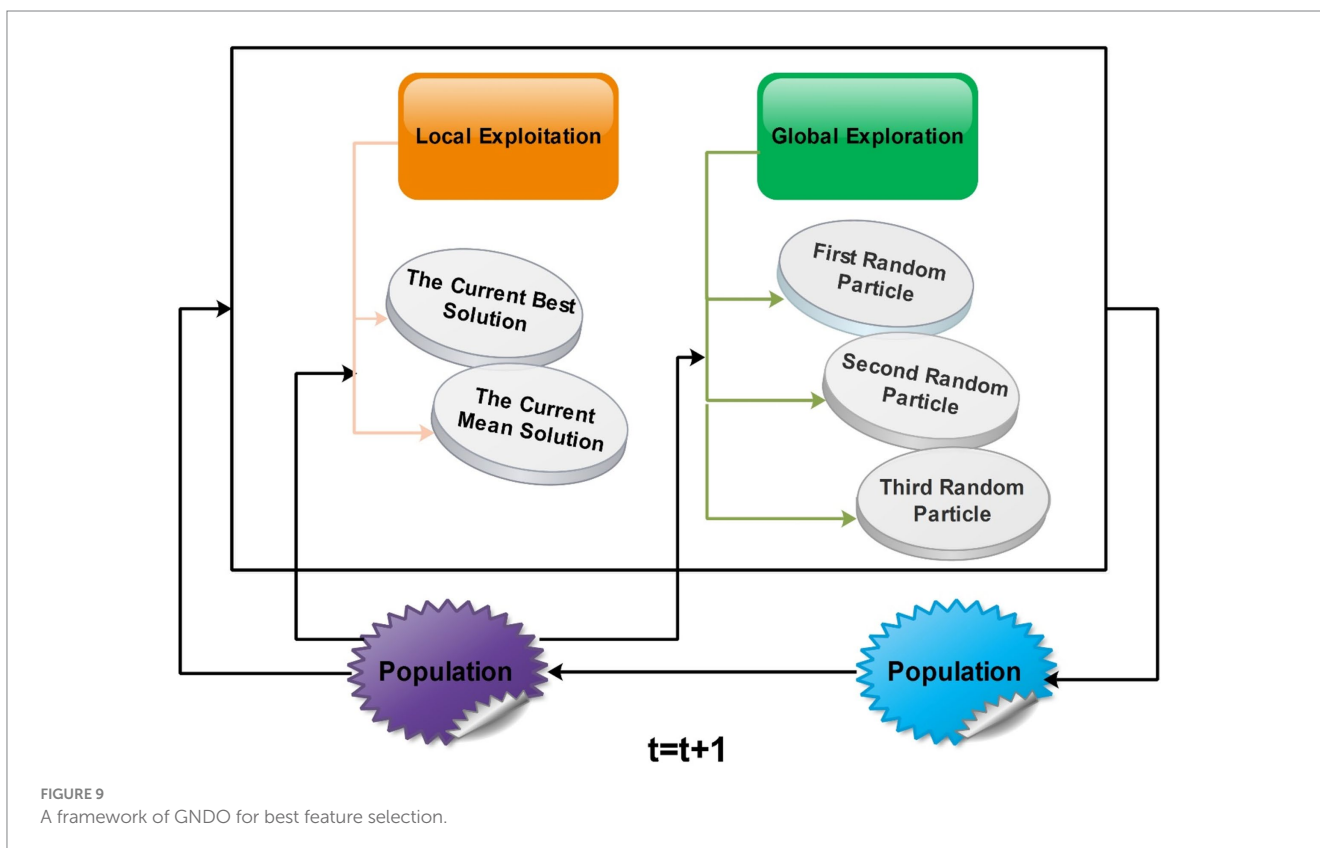 Local Exploitation
Global Exploration
The Current Best
Solution
The Current
Mean Solution
First Random
Particle
Second Random
Particle
Third Random
Particle
Population
Population
t=t+1
FIGURE 9
A framework of GNDO for best feature selection.